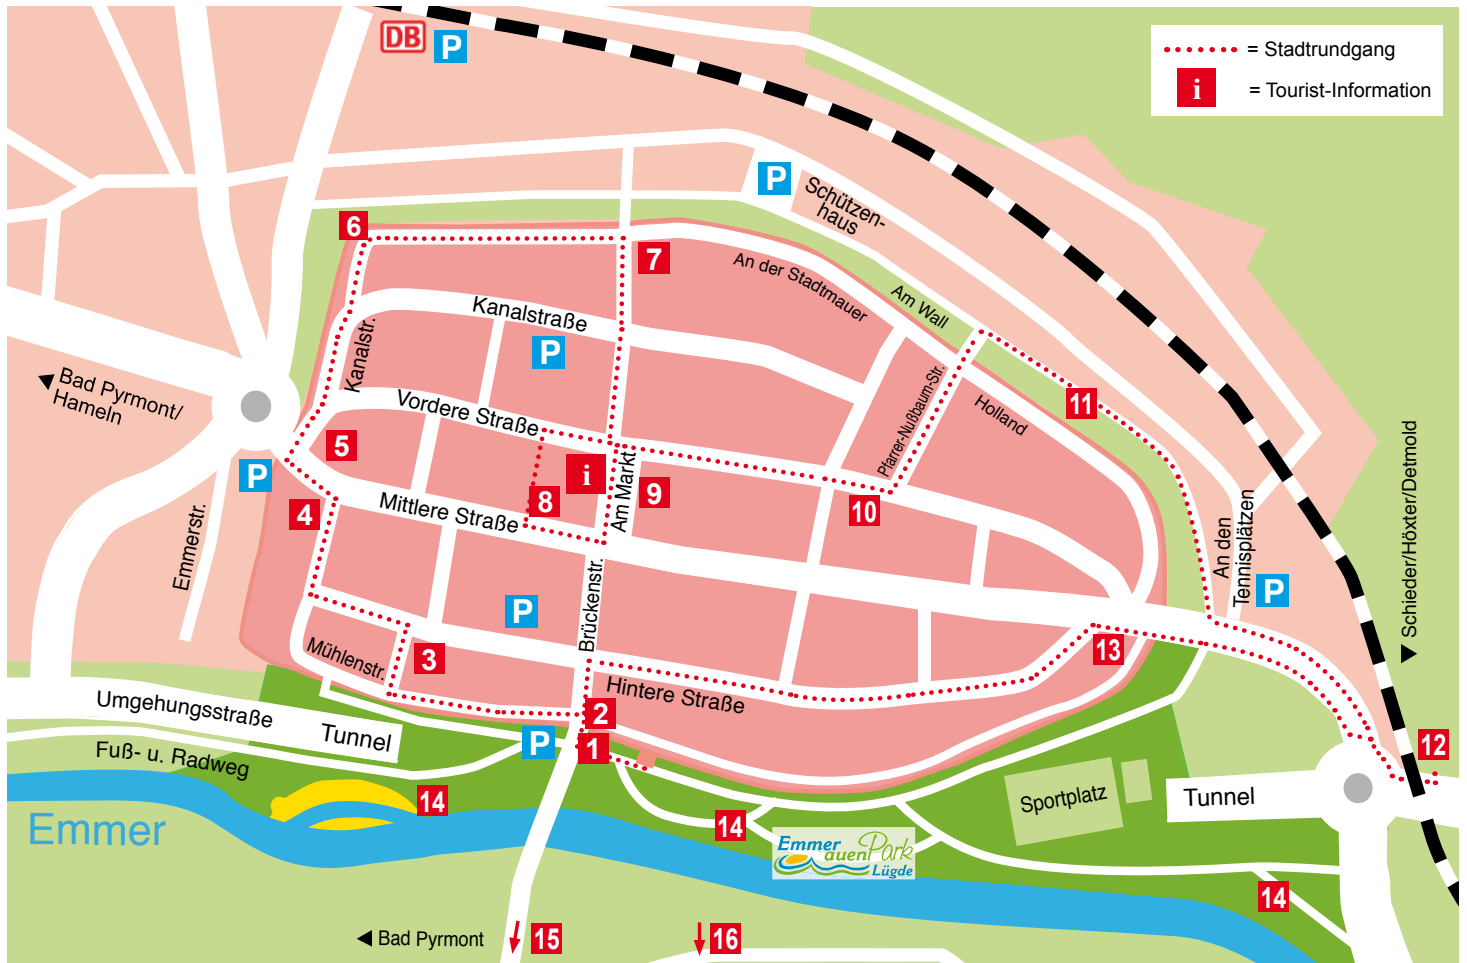 DB
P
= Stadtrundgang
i
= Tourist-Information
P
Schützen-
haus
6
7
An der Stadtmauer
Am Wall
Kanalstraße
P
Kanalstr.
Bad Pyrmont/
Hameln
Vordere Straße
Pfarrer-Nußbaum-Str.
Holland
11
5
P
i
8
Am Markt
9
10
4
Mittlere Straße
Emmerstr.
An den
Tennisplätzen
P
Schieder/Höxter/Detmold
P
Brückenstr.
Mühlenstr.
3
13
Hintere Straße
2
Umgehungsstraße
Tunnel
P
1
12
Fuß- u. Radweg
14
Sportplatz
Tunnel
Emmer
14
Emmer
auenPark
Lügde
14
Bad Pyrmont
15
16